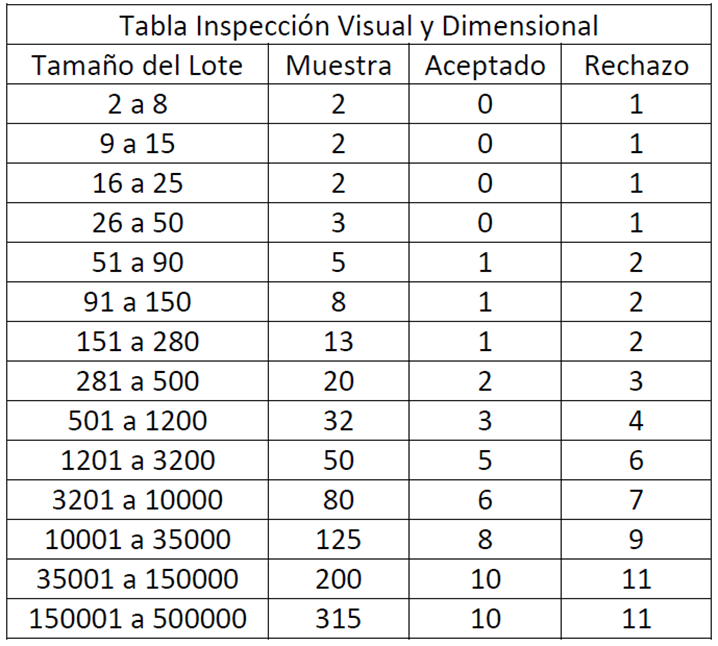 Tabla Inspección Visual y Dimensional
Tamaño del Lote Muestra Aceptado Rechazo
2 a 8 2 0 1
9 a 15 2 0 1
16 a 25 2 0 1
26 a 50 3 0 1
51 a 90 5 1 2
91 a 150 8 1 2
151 a 280 13 1 2
281 a 500 20 2 3
501 a 1200 32 3 4
1201 a 3200 50 5 6
3201 a 10000 80 6 7
10001 a 35000 125 8 9
35001 a 150000 200 10 11
150001 a 500000 315 10 11